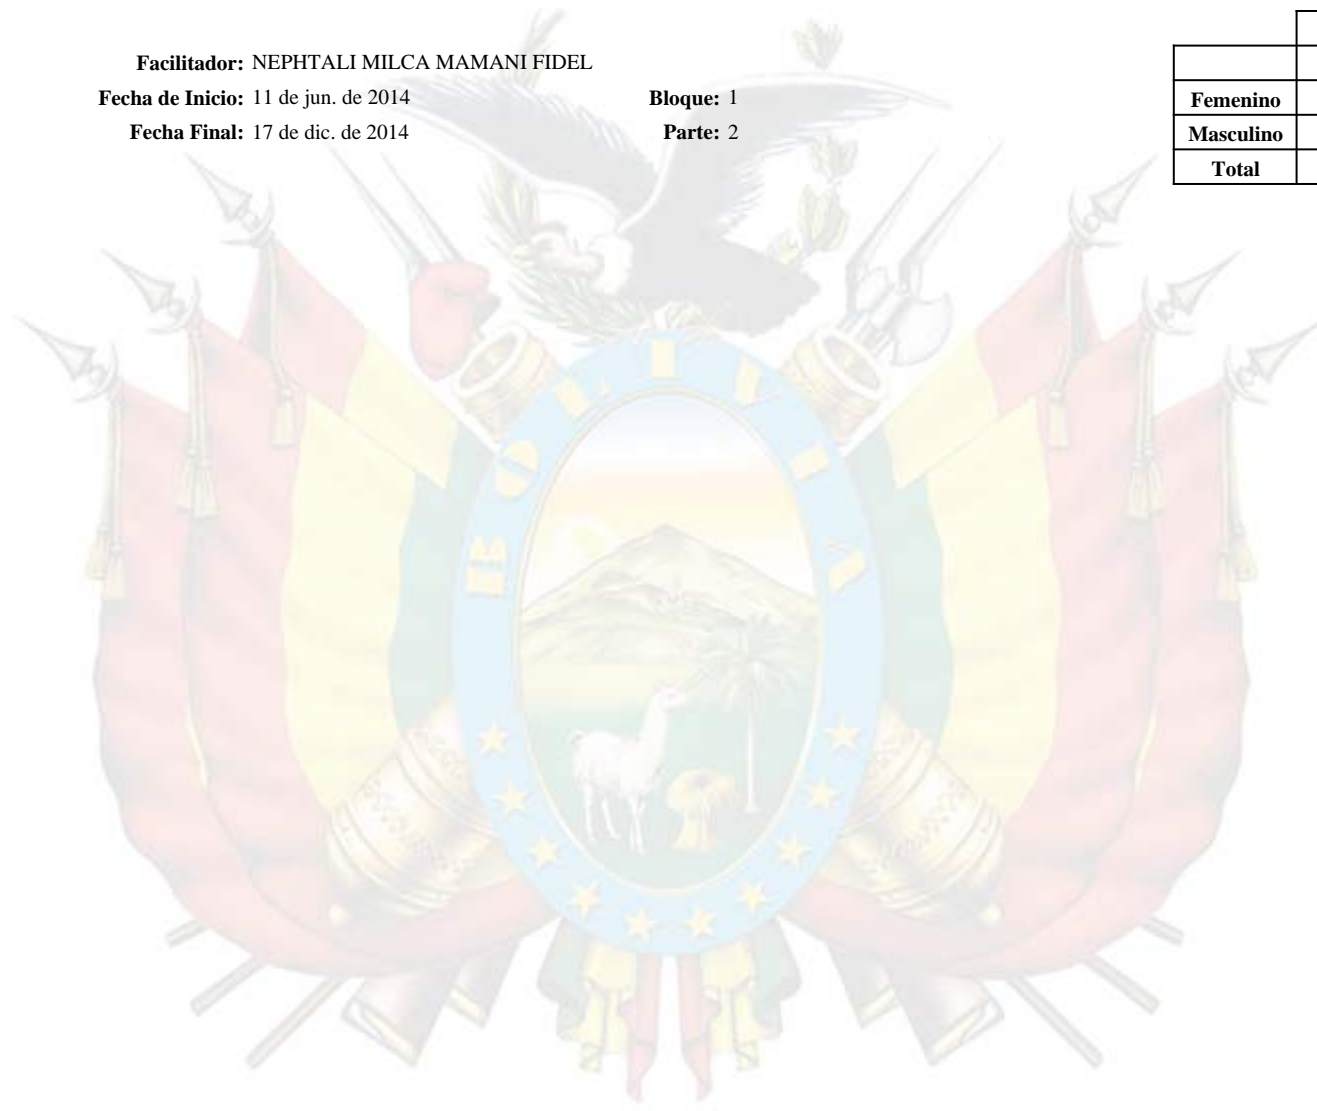 Facilitador: NEPHTALI MILCA MAMANI FIDEL
Fecha de Inicio: 11 de jun. de 2014 Bloque: 1
Fecha Final: 17 de dic. de 2014 Parte: 2
Femenino
Masculino
Total
BOLIVIA